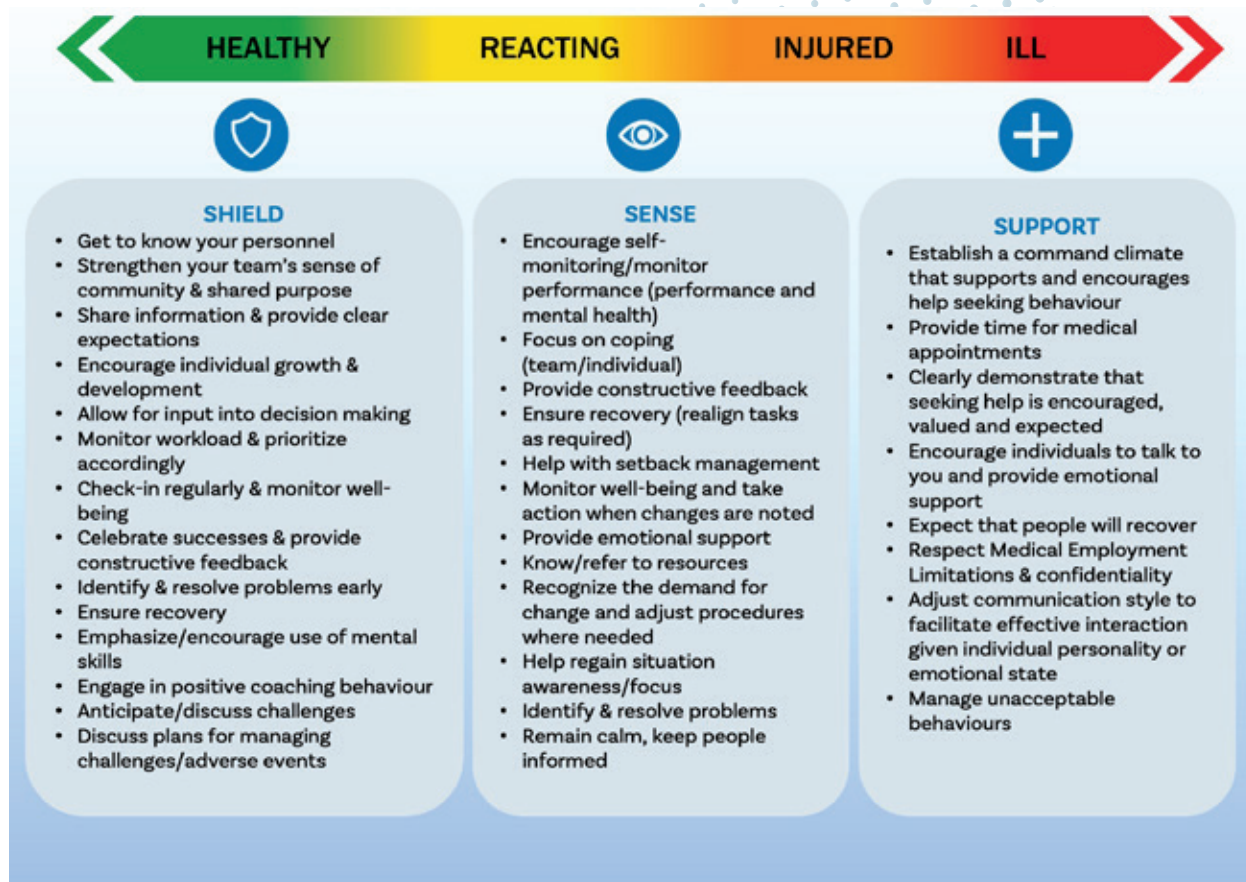 HEALTHY REACTING INJURED ILL
SHIELD
• Get to know your personnel
• Strengthen your team's sense of
community & shared purpose
• Share information & provide clear
expectations
• Encourage individual growth &
development
• Allow for input into decision making
• Monitor workload & prioritize
accordingly
• Check-in regularly & monitor well-
being
• Celebrate successes & provide
constructive feedback
• Identify & resolve problems early
• Ensure recovery
• Emphasize/encourage use of mental
skills
• Engage in positive coaching behaviour
• Anticipate/discuss challenges
• Discuss plans for managing
challenges/adverse events
SENSE
• Encourage self-
monitoring/monitor
performance (performance and
mental health)
• Focus on coping
(team/individual)
• Provide constructive feedback
• Ensure recovery (realign tasks
as required)
• Help with setback management
• Monitor well-being and take
action when changes are noted
• Provide emotional support
• Know/refer to resources
• Recognize the demand for
change and adjust procedures
where needed
• Help regain situation
awareness/focus
• Identify & resolve problems
• Remain calm, keep people
informed
SUPPORT
• Establish a command climate
that supports and encourages
help seeking behaviour
• Provide time for medical
appointments
• Clearly demonstrate that
seeking help is encouraged,
valued and expected
• Encourage individuals to talk to
you and provide emotional
support
• Expect that people will recover
• Respect Medical Employment
Limitations & confidentiality
• Adjust communication style to
facilitate effective interaction
given individual personality or
emotional state
• Manage unacceptable
behaviours